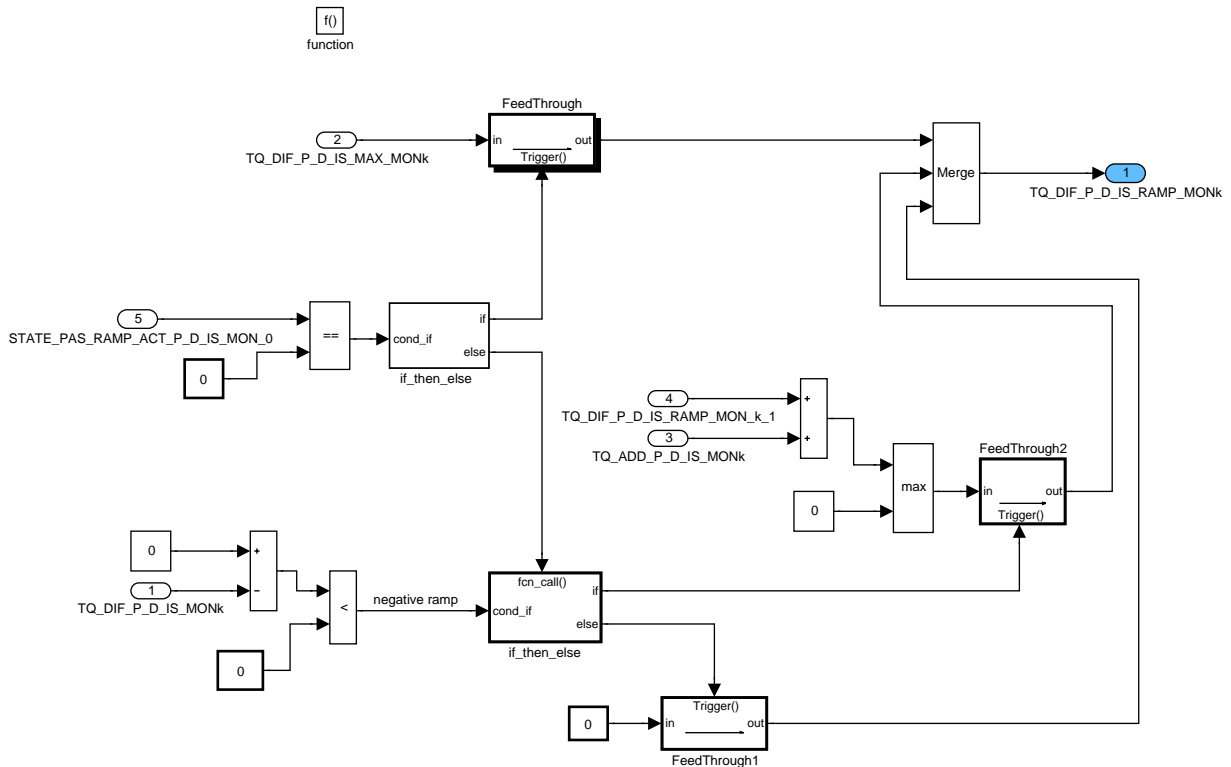 f()
function
FeedThrough
2
in
out
Trigger()
TQ_DIF_P_D_IS_MAX_MONk
Merge
1
TQ_DIF_P_D_IS_RAMP_MONk
5
STATE_PAS_RAMP_ACT_P_D_IS_MON_0
==
0
cond_if
if
else
if_then_else
4
TQ_DIF_P_D_IS_RAMP_MON_k_1
3
TQ_ADD_P_D_IS_MONk
+
+
max
0
FeedThrough2
in
out
Trigger()
0
+
−
1
TQ_DIF_P_D_IS_MONk
<
0
negative ramp
fcn_call()
cond_if
if
else
if_then_else
0
Trigger()
in
out
FeedThrough1